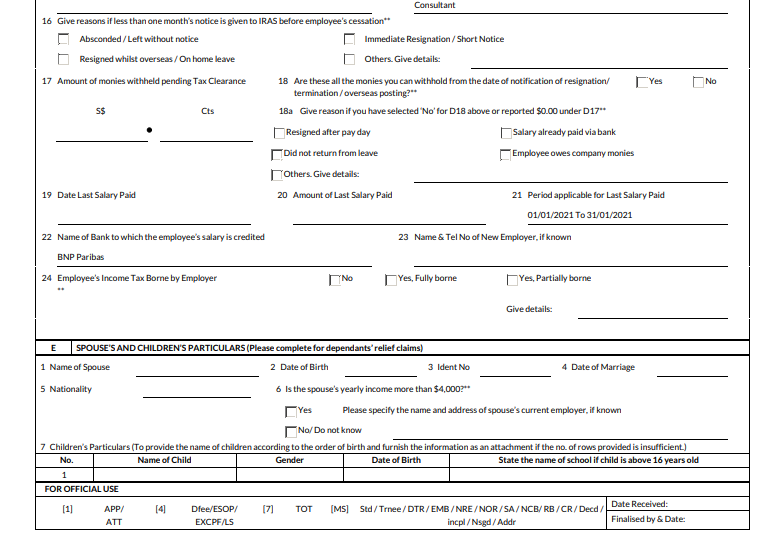 Consultant
16 Give reasons if less than one month's notice is given to IRAS before employee's cessation**
Absconded / Left without notice
Immediate Resignation / Short Notice
Resigned whilst overseas / On home leave
Others. Give details:
17 Amount of monies withheld pending Tax Clearance
18 Are these all the monies you can withhold from the date of notification of resignation/
termination / overseas posting?**
Yes
No
S$
Cts
18a Give reason if you have selected 'No' for D18 above or reported $0.00 under D17**
Resigned after pay day
Salary already paid via bank
Did not return from leave
Employee owes company monies
Others. Give details:
19 Date Last Salary Paid
20 Amount of Last Salary Paid
21 Period applicable for Last Salary Paid
01/01/2021 To 31/01/2021
22 Name of Bank to which the employee's salary is credited
23 Name & Tel No of New Employer, if known
BNP Paribas
24 Employee's Income Tax Borne by Employer
**
No
Yes, Fully borne
Yes, Partially borne
Give details:
E SPOUSE'S AND CHILDREN'S PARTICULARS (Please complete for dependants' relief claims)
1 Name of Spouse
2 Date of Birth
3 Ident No
4 Date of Marriage
5 Nationality
6 Is the spouse's yearly income more than $4,000?**
Yes
Please specify the name and address of spouse's current employer, if known
No/ Do not know
7 Children's Particulars (To provide the name of children according to the order of birth and furnish the information as an attachment if the no. of rows provided is insufficient.)
No. Name of Child Gender Date of Birth State the name of school if child is above 16 years old
1
FOR OFFICIAL USE
[1] APP/ ATT [4] Dfee/ESOP/ EXCPF/LS [7] TOT [MS] Std / Trnee / DTR / EMB / NRE / NOR / SA / NCB/ RB / CR / Decd / incpl / Nsgd / Addr
Date Received:
Finalised by & Date: